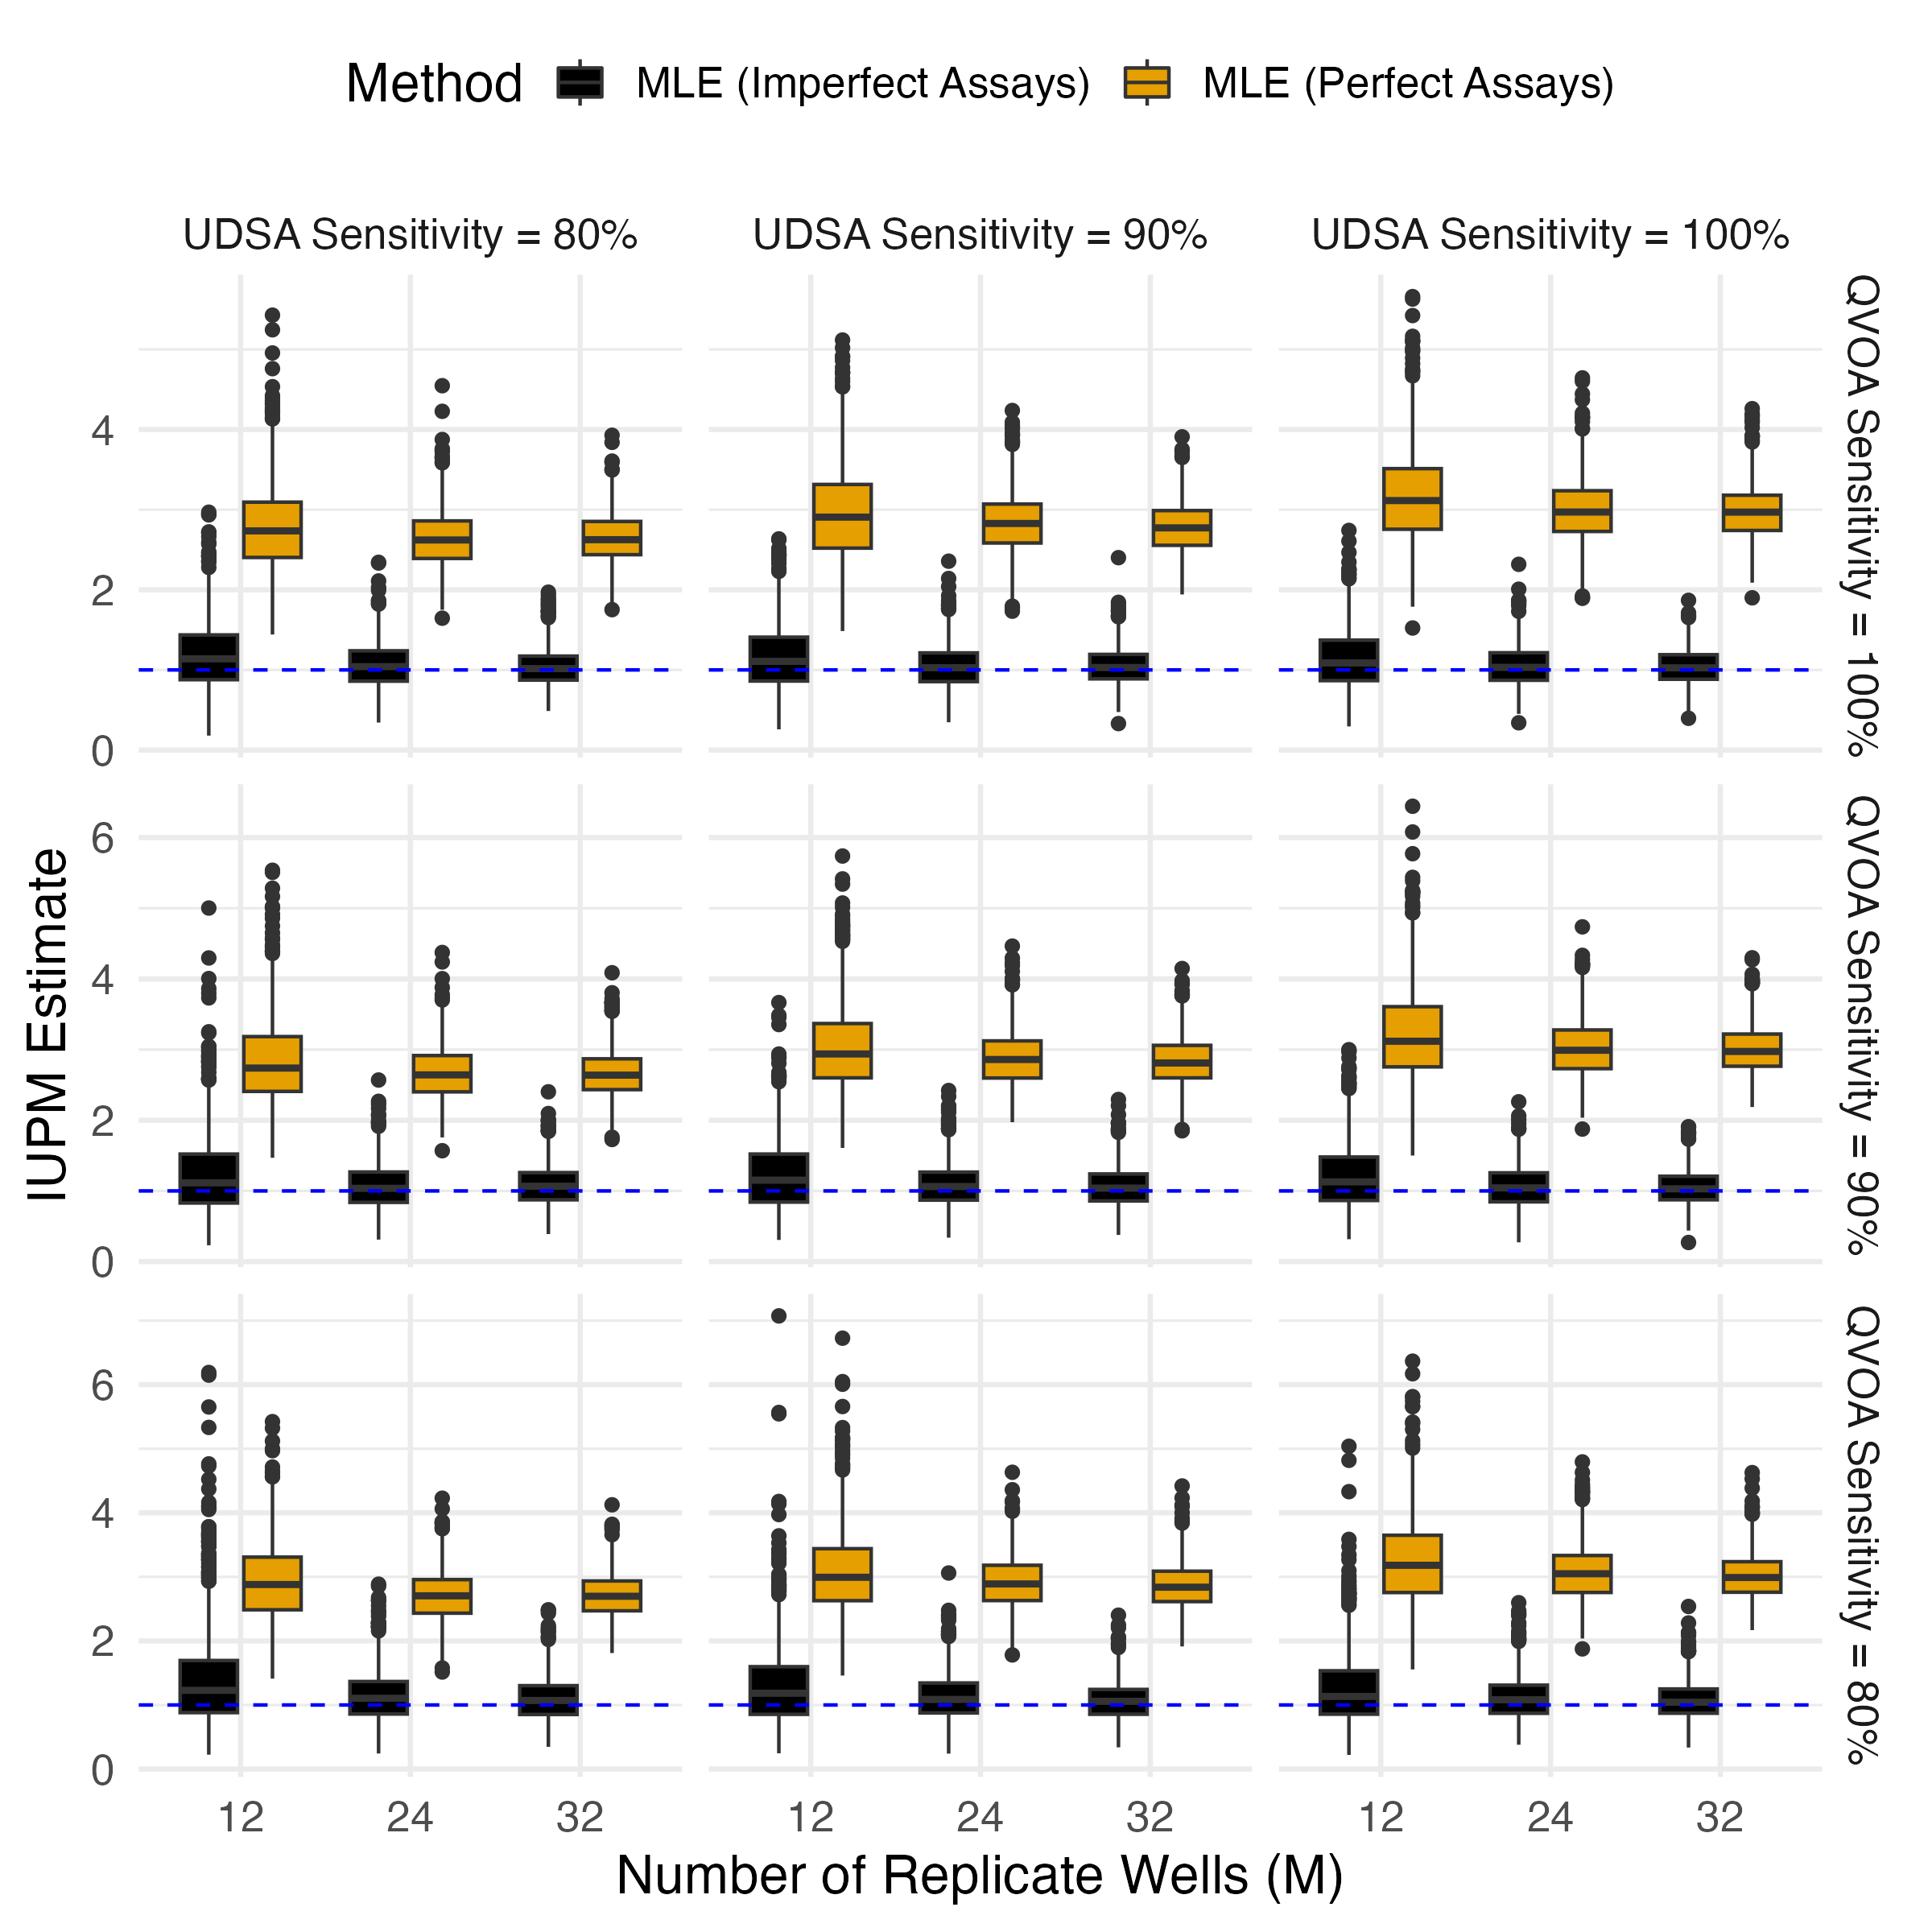 Method MLE (Imperfect Assays) MLE (Perfect Assays)
UDSA Sensitivity = 80% UDSA Sensitivity = 90% UDSA Sensitivity = 100%
QVOA Sensitivity = 100%
4
2
0
QVOA Sensitivity = 90%
6
4
2
0
QVOA Sensitivity = 80%
6
4
2
0
IUPM Estimate
12 24 32 12 24 32 12 24 32
Number of Replicate Wells (M)